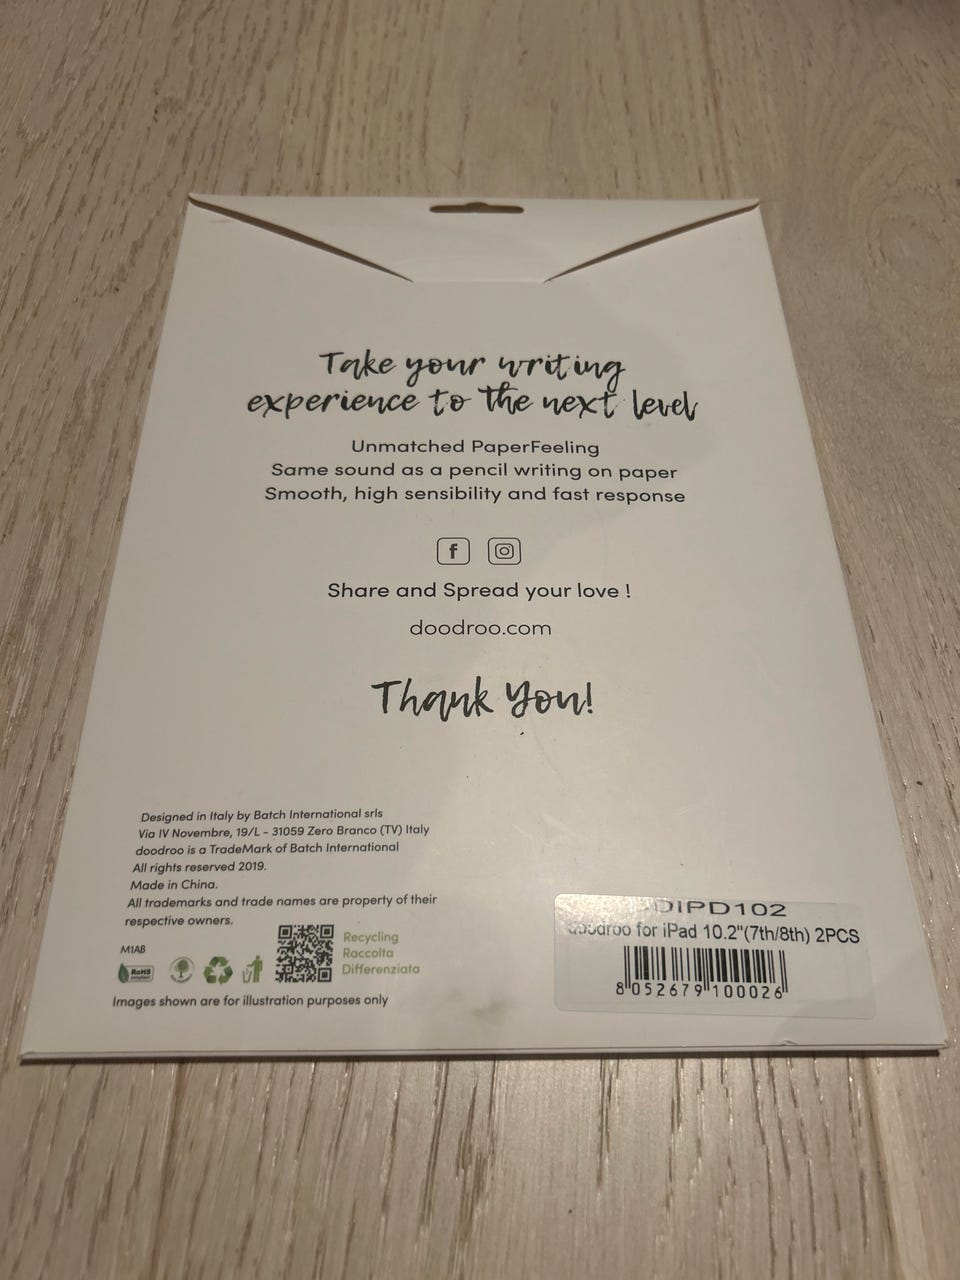 Take your writing
experience to the next level
Unmatched PaperFeeling
Same sound as a pencil writing on paper
Smooth, high sensibility and fast response
f
Share and Spread your love !
doodroo.com
Thank You!
Designed in Italy by Batch International srls
Via IV Novembre, 19/L - 31059 Zero Branco (TV) Italy
doodroo is a TradeMark of Batch International
All rights reserved 2019.
Made in China.
All trademarks and trade names are property of their
respective owners.
M1AB
RoHS
Recycling
Raccolta
Differenziata
Images shown are for illustration purposes only
DIPD102
doodroo for iPad 10.2"(7th/8th) 2PCS
8 052679 100026